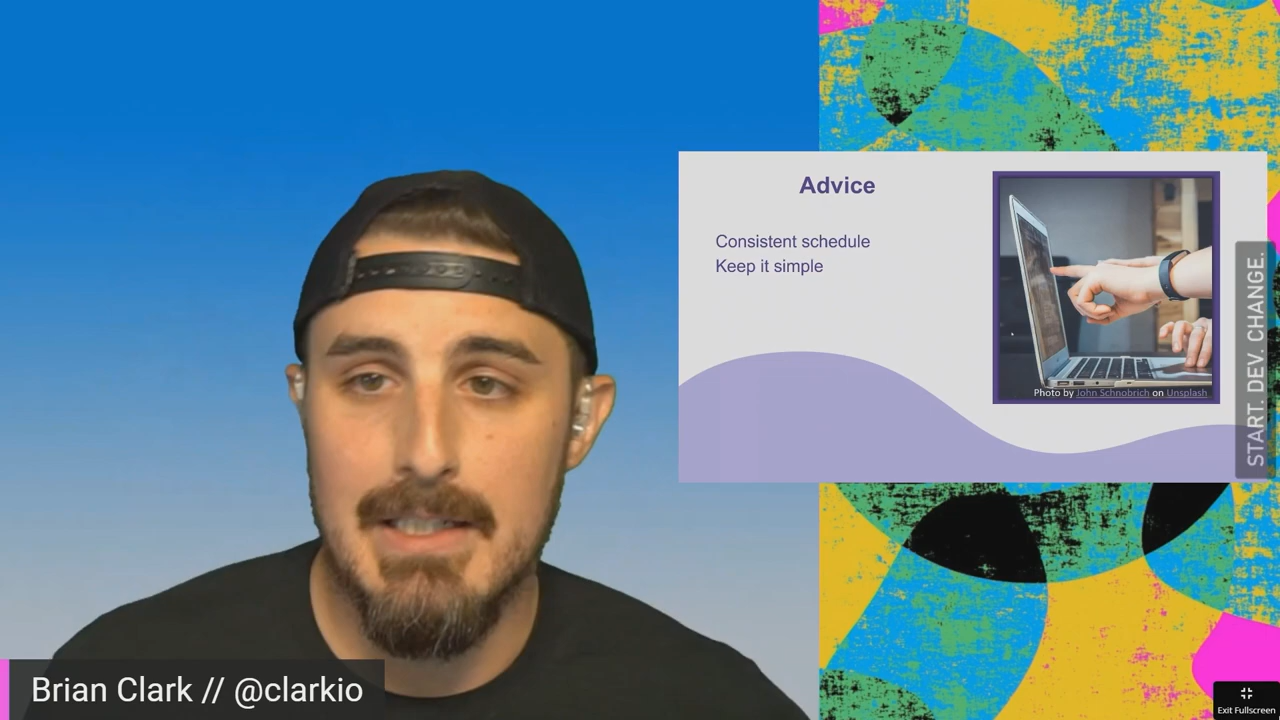 Advice
Consistent schedule
Keep it simple
Photo by John Schnobrich on Unsplash
START. DEV. CHANGE.
Brian Clark // @clarkio
Exit Fullscreen